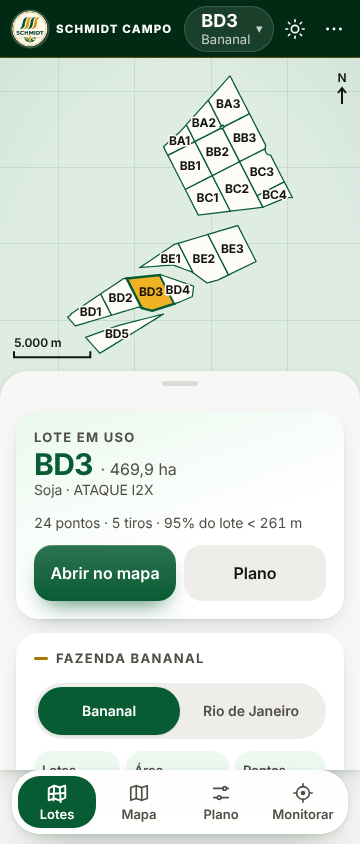 SCHMIDT
SCHMIDT CAMPO
BD3
Bananal
N
BA3
BA2
BA1
BB3
BB2
BB1
BC3
BC2
BC4
BC1
BE3
BE1
BE2
BD3
BD4
BD2
BD1
BD5
5.000 m
LOTE EM USO
BD3 · 469,9 ha
Soja · ATAQUE I2X
24 pontos · 5 tiros · 95% do lote < 261 m
Abrir no mapa
Plano
FAZENDA BANANAL
Bananal
Rio de Janeiro
Lotes
Área
Pontos
Lotes
Mapa
Plano
Monitorar